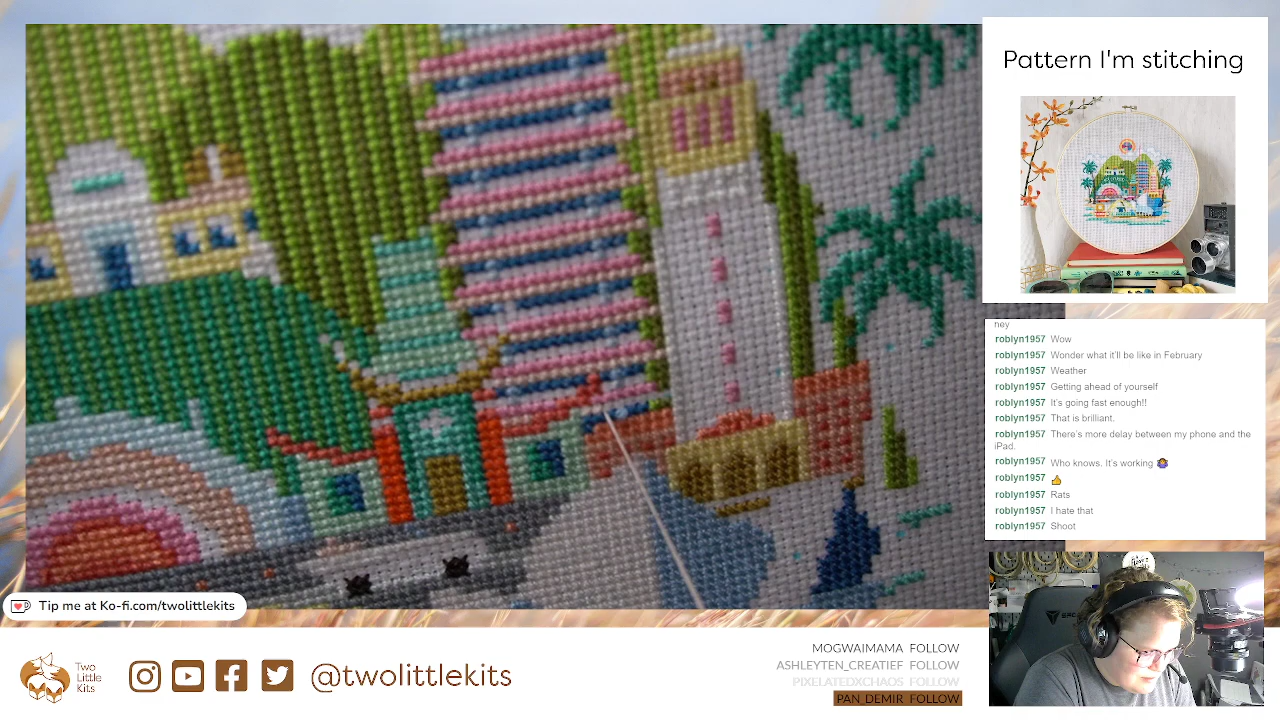 Pattern I'm stitching
ney
roblyn1957 Wow
roblyn1957 Wonder what it'll be like in February
roblyn1957 Weather
roblyn1957 Getting ahead of yourself
roblyn1957 It's going fast enough!!
roblyn1957 That is brilliant.
roblyn1957 There's more delay between my phone and the
iPad.
roblyn1957 Who knows. It's working 🤷‍♀️
roblyn1957 👍
roblyn1957 Rats
roblyn1957 I hate that
roblyn1957 Shoot
Tip me at Ko-fi.com/twolittlekits
Two
Little
Kits
@twolittlekits
MOGWAIMAMA FOLLOW
ASHLEYTEN_CREATIEF FOLLOW
PIXELATEDXCHAOS FOLLOW
PAN_DEMIR FOLLOW